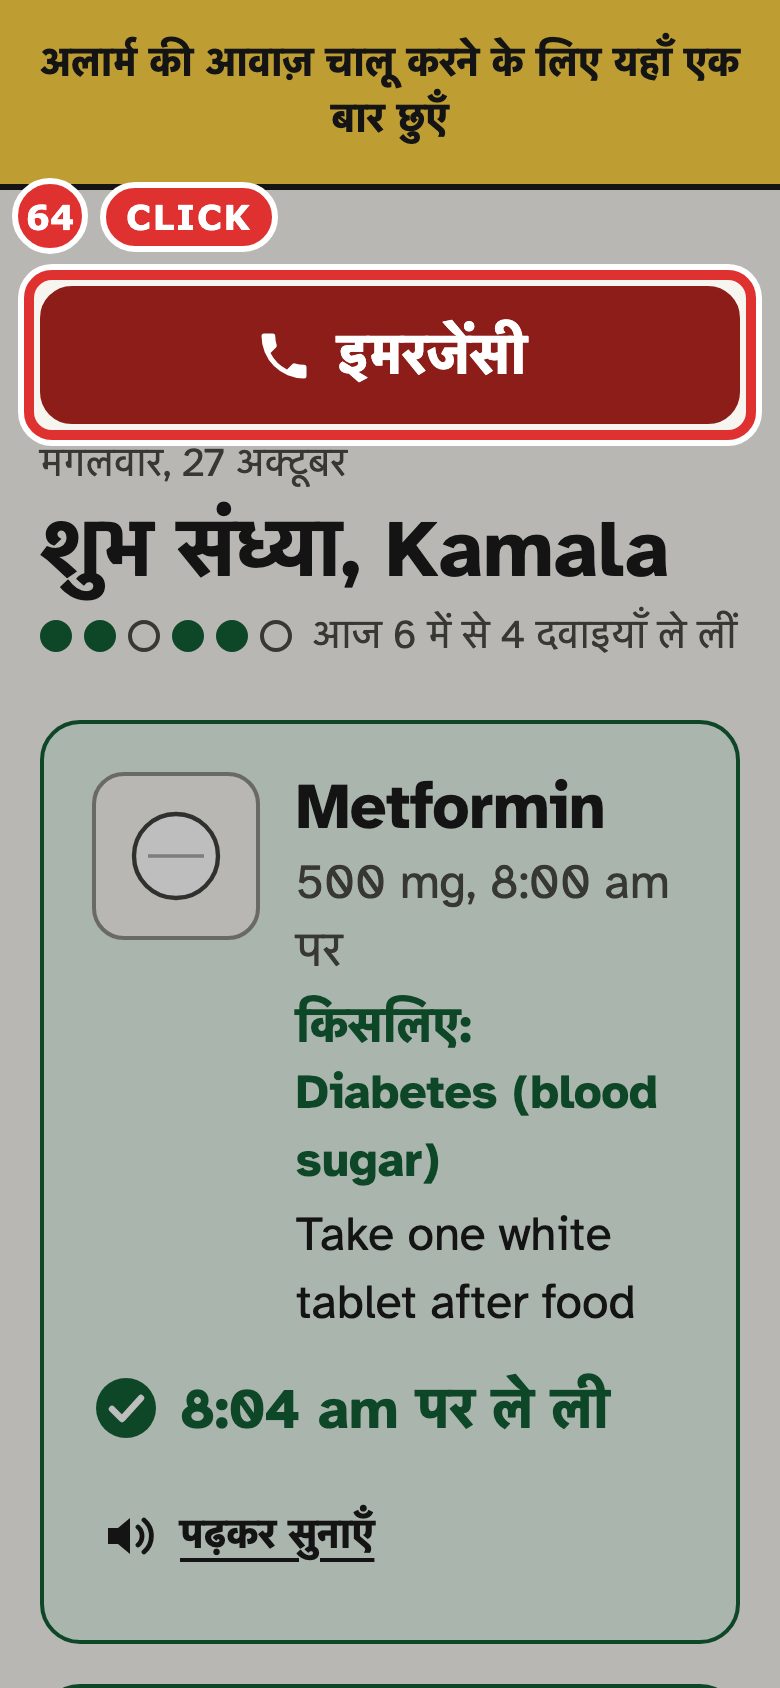 अलार्म की आवाज़ चालू करने के लिए यहाँ एक
बार छुएँ
64 CLICK
इमरजेंसी
मंगलवार, 27 अक्टूबर
शुभ संध्या, Kamala
आज 6 में से 4 दवाइयाँ ले लीं
Metformin
500 mg, 8:00 am
पर
किसलिए:
Diabetes (blood
sugar)
Take one white
tablet after food
8:04 am पर ले ली
पढ़कर सुनाएँ